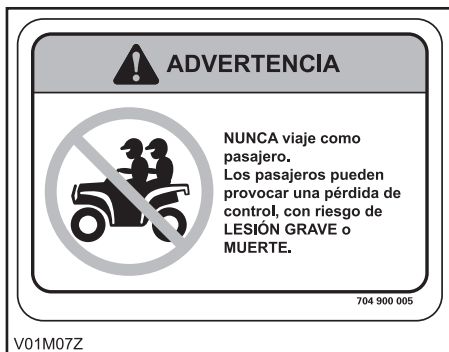 ADVERTENCIA
NUNCA viaje como
pasajero.
Los pasajeros pueden
provocar una pérdida de
control, con riesgo de
LESIÓN GRAVE o
MUERTE.
704 900 005
V01M07Z